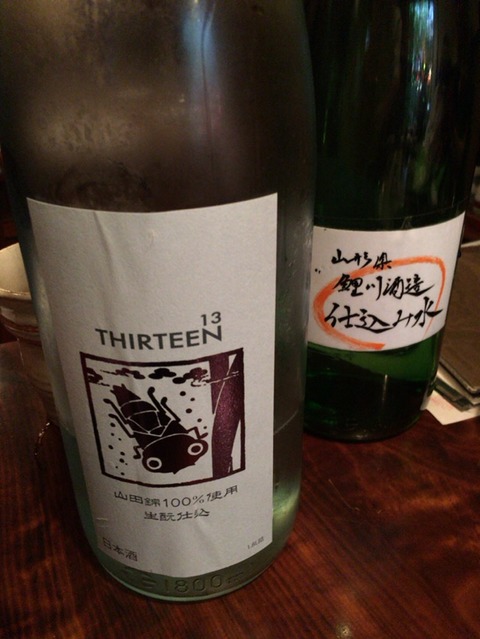 13
THIRTEEN
山田錦100%使用
生酛仕込
日本酒
1800
山形県
鯉川酒造
仕込み水